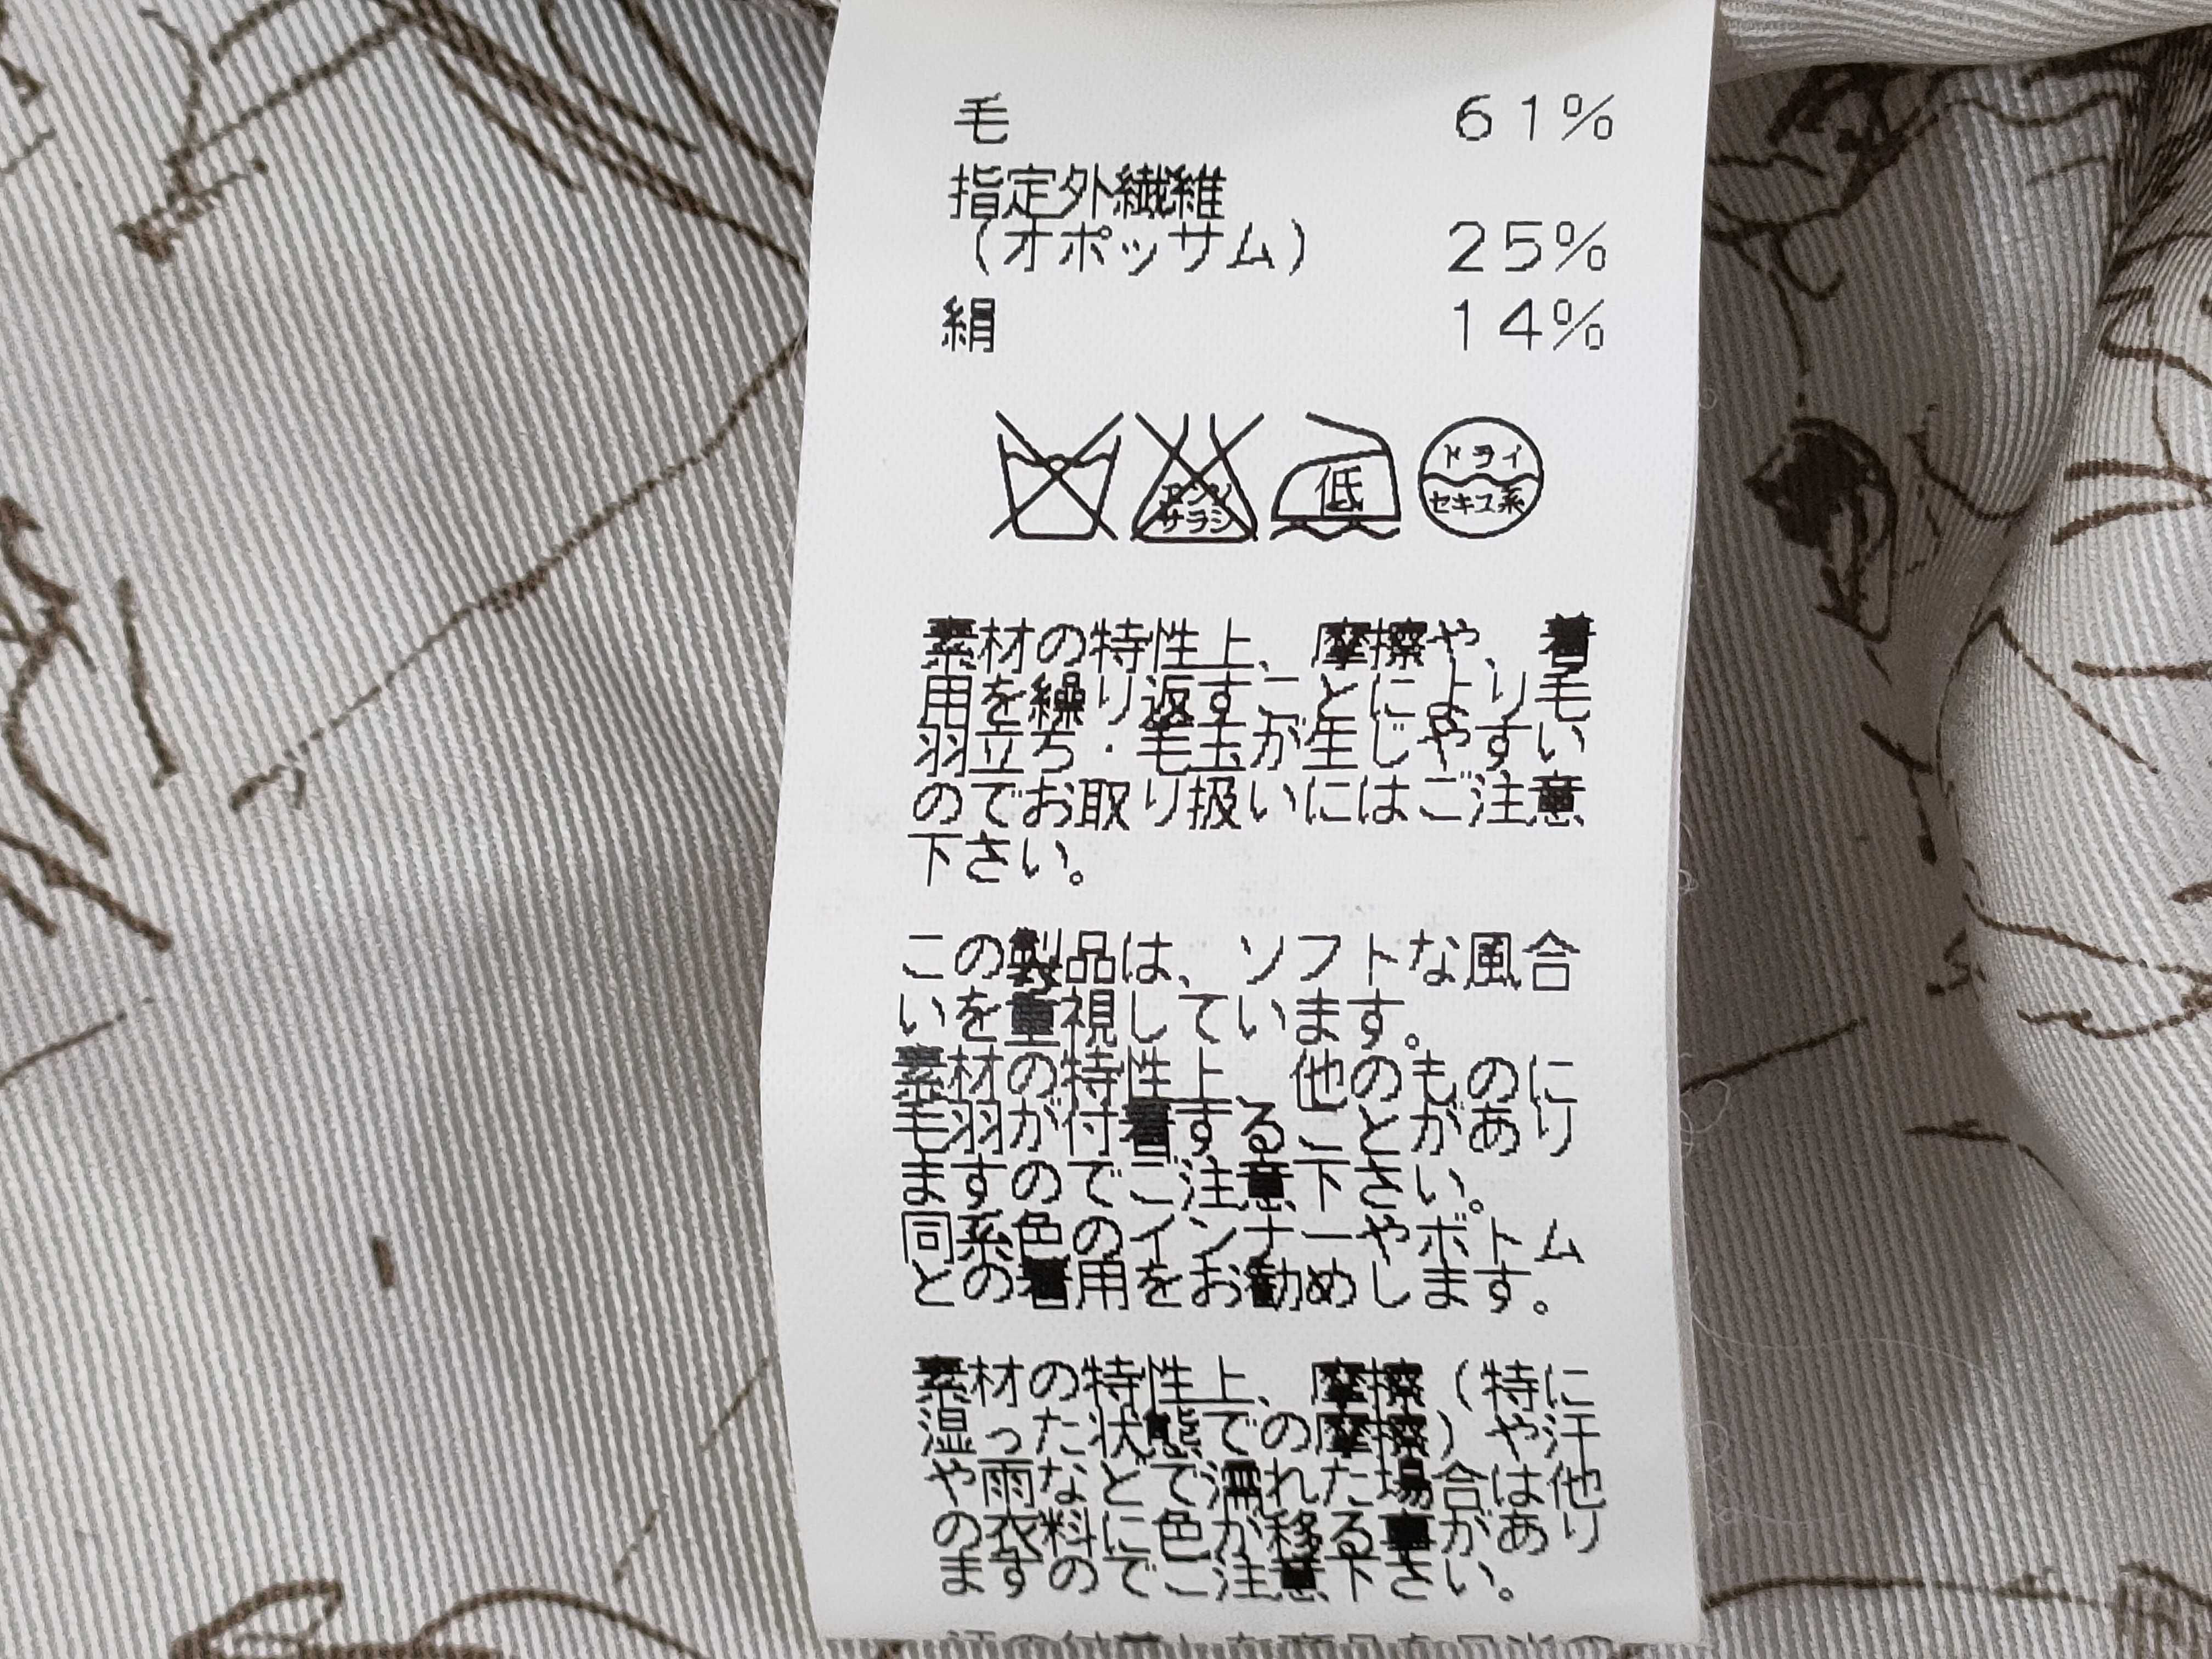 毛 61%
指定外繊維
(オポッサム) 25%
絹 14%
エンソ
サラシ
低
ドライ
セキユ系
素材の特性上、摩擦や、着
用を繰り返すことにより毛
羽立ち・毛玉が生じやすい
のでお取り扱いにはご注意
下さい。
この製品は、ソフトな風合
いを重視しています。
素材の特性上、他のものに
毛羽が付着することがあり
ますのでご注意下さい。
同系色のインナーやボトム
との着用をお勧めします。
素材の特性上、摩擦(特に
湿った状態での摩擦)や汗
や雨などで濡れた場合は他
の衣料に色が移る事があり
ますのでご注意下さい。